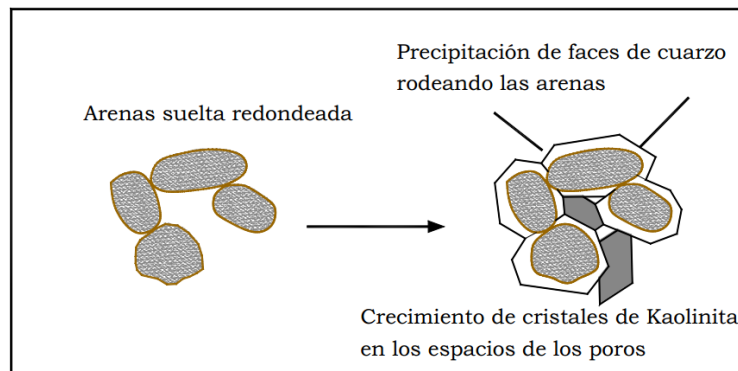 Precipitación de faces de cuarzo
rodeando las arenas
Arenas suelta redondeada
Crecimiento de cristales de Kaolinita
en los espacios de los poros